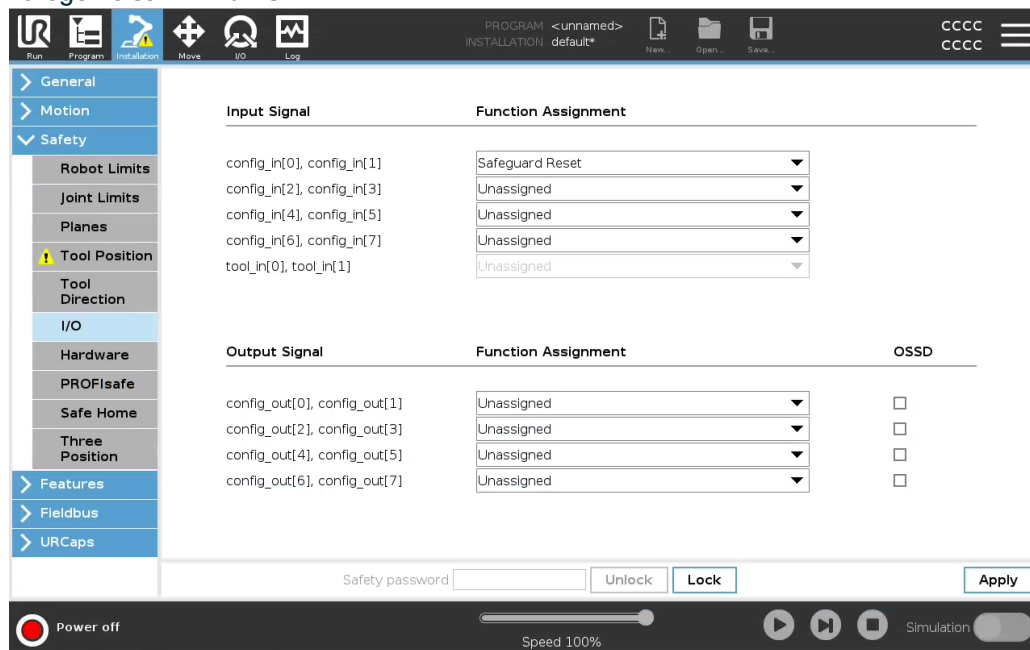 PROGRAM <unnamed>
INSTALLATION default*
Run Program Installation Move I/O Log New... Open... Save...
CCCC
CCCC
General
Motion
Safety
Robot Limits
Joint Limits
Planes
Tool Position
Tool
Direction
I/O
Hardware
PROFIsafe
Safe Home
Three
Position
Features
Fieldbus
URCaps
Input Signal Function Assignment
config_in[0], config_in[1] Safeguard Reset
config_in[2], config_in[3] Unassigned
config_in[4], config_in[5] Unassigned
config_in[6], config_in[7] Unassigned
tool_in[0], tool_in[1] Unassigned
Output Signal Function Assignment OSSD
config_out[0], config_out[1] Unassigned
config_out[2], config_out[3] Unassigned
config_out[4], config_out[5] Unassigned
config_out[6], config_out[7] Unassigned
Safety password Unlock Lock Apply
Power off Speed 100% Simulation